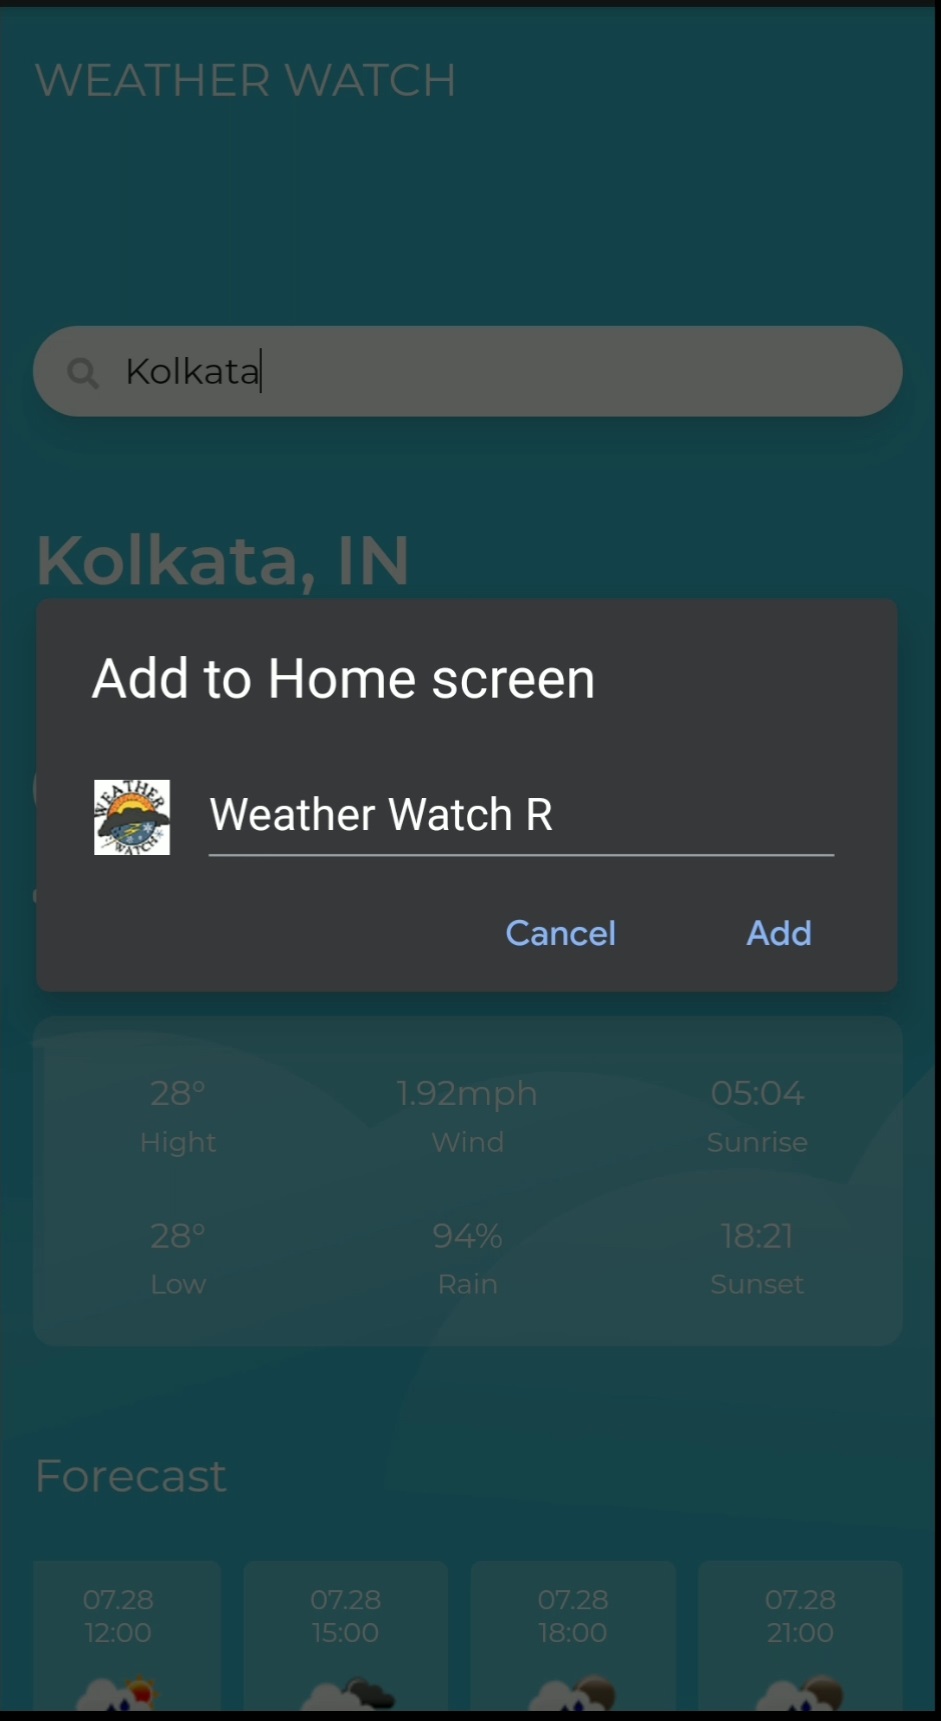 WEATHER WATCH
Kolkata
Kolkata, IN
Add to Home screen
WEATHER
WATCH
Weather Watch R
Cancel Add
28° 1.92mph 05:04
Hight Wind Sunrise
28° 94% 18:21
Low Rain Sunset
Forecast
07.28 07.28 07.28 07.28
12:00 15:00 18:00 21:00